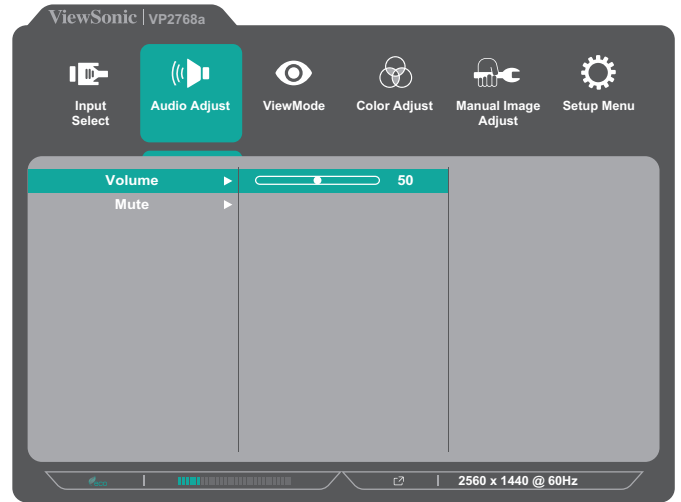 ViewSonic | VP2768a
Input
Select
Audio Adjust
ViewMode
Color Adjust
Manual Image
Adjust
Setup Menu
Volume
50
Mute
eco
2560 x 1440 @ 60Hz